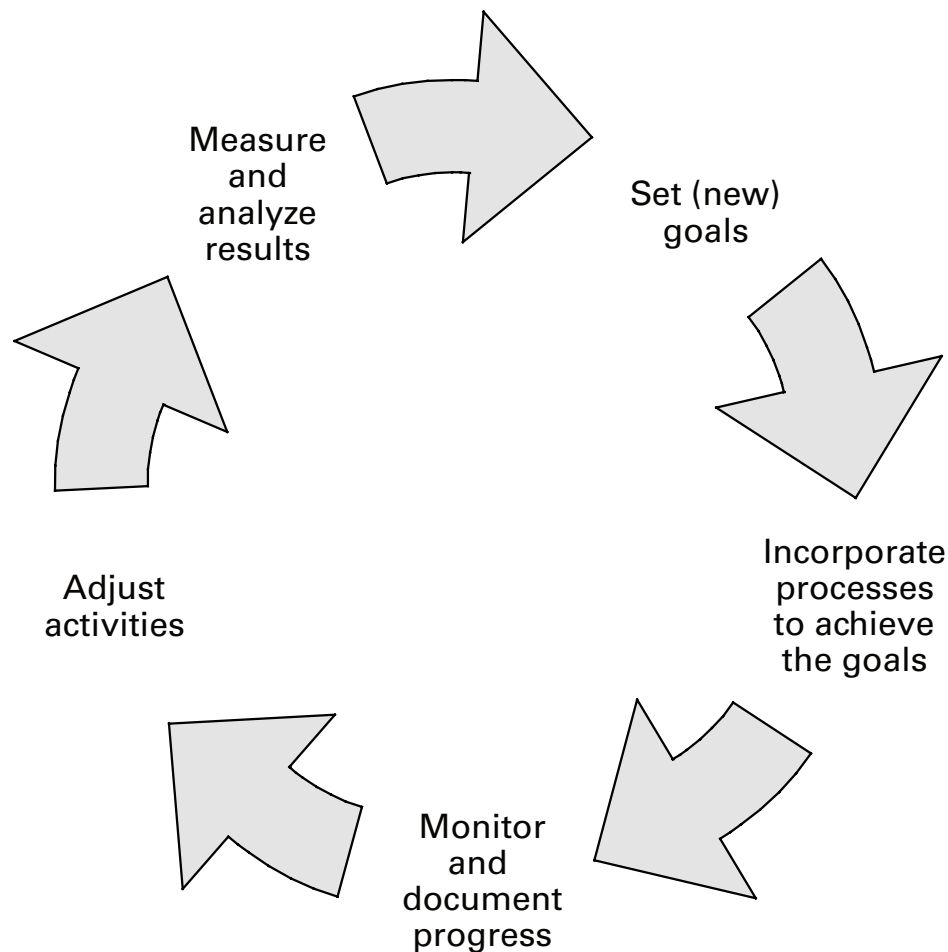 Measure
and
analyze
results
Set (new)
goals
Incorporate
processes
to achieve
the goals
Monitor
and
document
progress
Adjust
activities